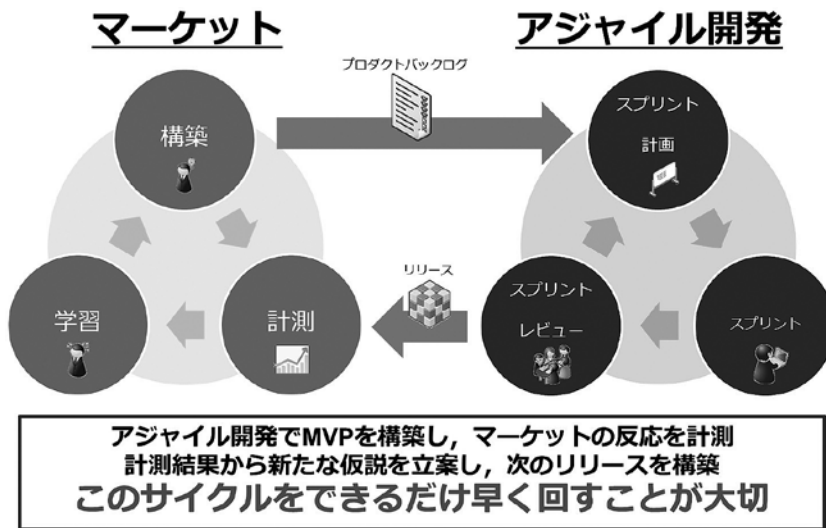 マーケット
アジャイル開発
プロダクトバックログ
構築
スプリント
計画
リリース
学習
計測
スプリント
レビュー
スプリント
アジャイル開発でMVPを構築し，マーケットの反応を計測
計測結果から新たな仮説を立案し，次のリリースを構築
このサイクルをできるだけ早く回すことが大切